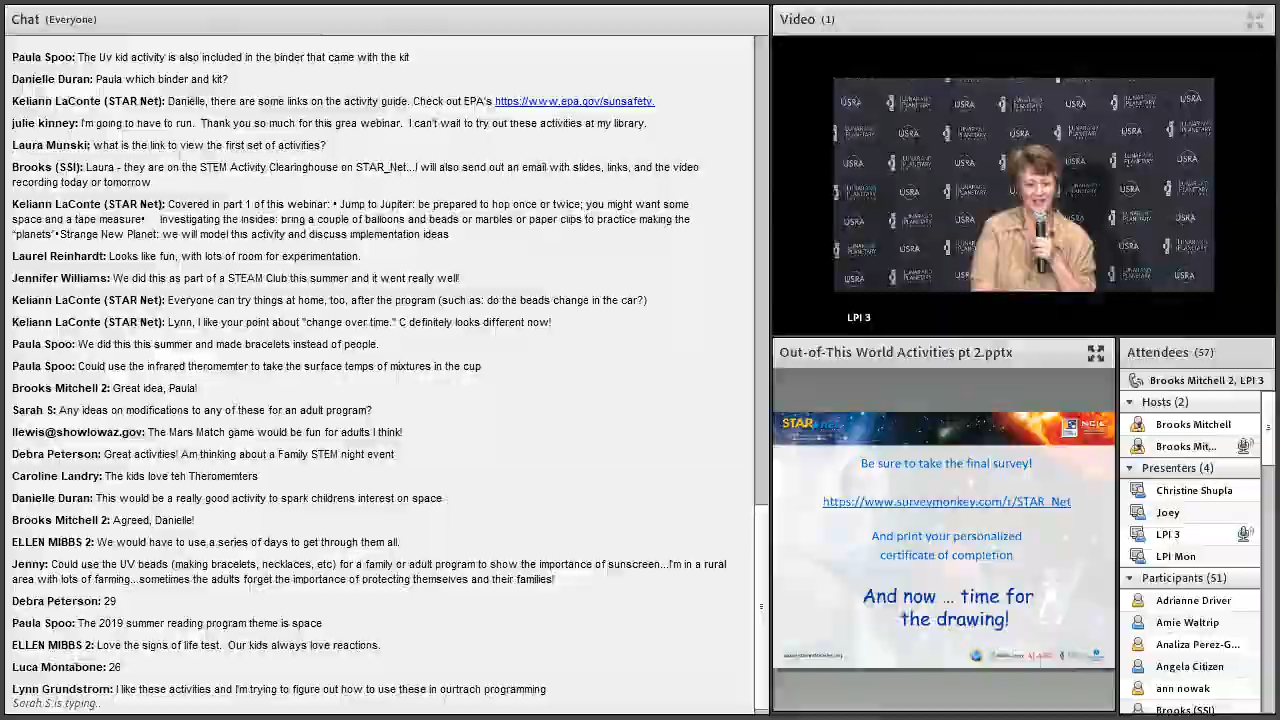 Chat (Everyone)
Paula Spoo: The Uv kid activity is also included in the binder that came with the kit
Danielle Duran: Paula which binder and kit?
Keliann LaConte (STAR Net): Danielle, there are some links on the activity guide. Check out EPA's https://www.epa.gov/sunsafety.
julie kinney: I'm going to have to run. Thank you so much for this grea webinar. I can't wait to try out these activities at my library.
Laura Munski: what is the link to view the first set of activities?
Brooks (SSI): Laura - they are on the STEM Activity Clearinghouse on STAR_Net...I will also send out an email with slides, links, and the video
recording today or tomorrow
Keliann LaConte (STAR Net): Covered in part 1 of this webinar: • Jump to Jupiter: be prepared to hop once or twice; you might want some
space and a tape measure• Investigating the Insides: bring a couple of balloons and beads or marbles or paper clips to practice making the
"planets"•Strange New Planet: we will model this activity and discuss implementation ideas
Laurel Reinhardt: Looks like fun, with lots of room for experimentation.
Jennifer Williams: We did this as part of a STEAM Club this summer and it went really well!
Keliann LaConte (STAR Net): Everyone can try things at home, too, after the program (such as: do the beads change in the car?)
Keliann LaConte (STAR Net): Lynn, I like your point about "change over time." C definitely looks different now!
Paula Spoo: We did this this summer and made bracelets instead of people.
Paula Spoo: Could use the infrared theromemter to take the surface temps of mixtures in the cup
Brooks Mitchell 2: Great idea, Paula!
Sarah S: Any ideas on modifications to any of these for an adult program?
llewis@showlowaz.gov: The Mars Match game would be fun for adults I think!
Debra Peterson: Great activities! Am thinking about a Family STEM night event
Caroline Landry: The kids love teh Theromemters
Danielle Duran: This would be a really good activity to spark childrens interest on space.
Brooks Mitchell 2: Agreed, Danielle!
ELLEN MIBBS 2: We would have to use a series of days to get through them all.
Jenny: Could use the UV beads (making bracelets, necklaces, etc) for a family or adult program to show the importance of sunscreen...I'm in a rural
area with lots of farming...sometimes the adults forget the importance of protecting themselves and their families!
Debra Peterson: 29
Paula Spoo: The 2019 summer reading program theme is space
ELLEN MIBBS 2: Love the signs of life test. Our kids always love reactions.
Luca Montabone: 26
Lynn Grundstrom: I like these activities and I'm trying to figure out how to use these in ourtrach programming
Sarah S is typing..
Video (1)
USRA
LUNAR AND PLANETARY
LPI 3
Out-of-This World Activities pt 2.pptx
STAR net
NCIL
Be sure to take the final survey!
https://www.surveymonkey.com/r/STAR_Net
And print your personalized
certificate of completion
And now ... time for
the drawing!
Attendees (57)
Brooks Mitchell 2, LPI 3
Hosts (2)
Brooks Mitchell
Brooks Mit...
Presenters (4)
Christine Shupla
Joey
LPI 3
LPI Mon
Participants (51)
Adrianne Driver
Amie Waltrip
Analiza Perez-G...
Angela Citizen
ann nowak
Brooks (SSI)